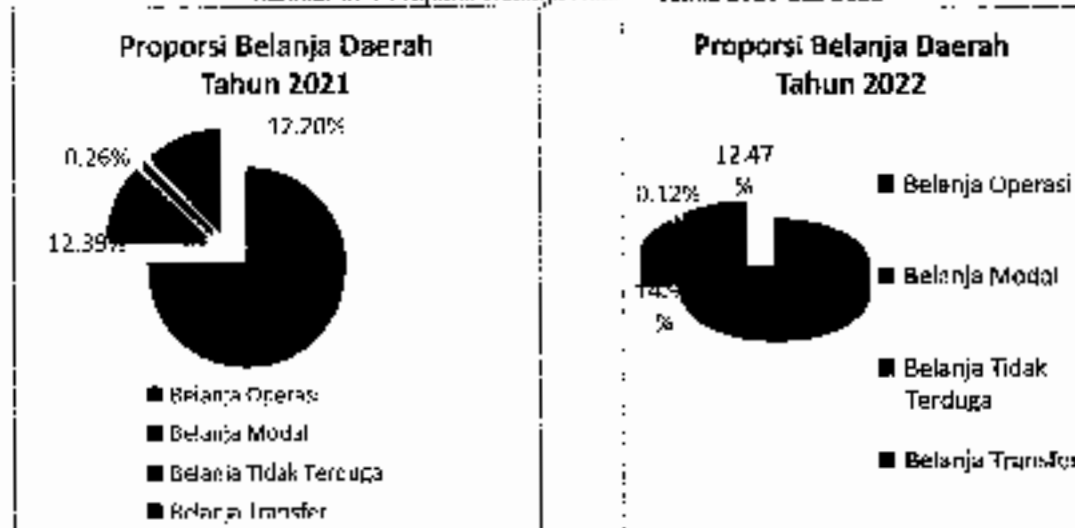 Proporsi Belanja Daerah
Tahun 2021
12.20%
0.26%
12.39%
Belanja Operasi
Belanja Modal
Belanja Tidak Terduga
Belanja Transfer
Proporsi Belanja Daerah
Tahun 2022
12.47
%
0.12%
%
Belanja Operasi
Belanja Modal
Belanja Tidak
Terduga
Belanja Transfer